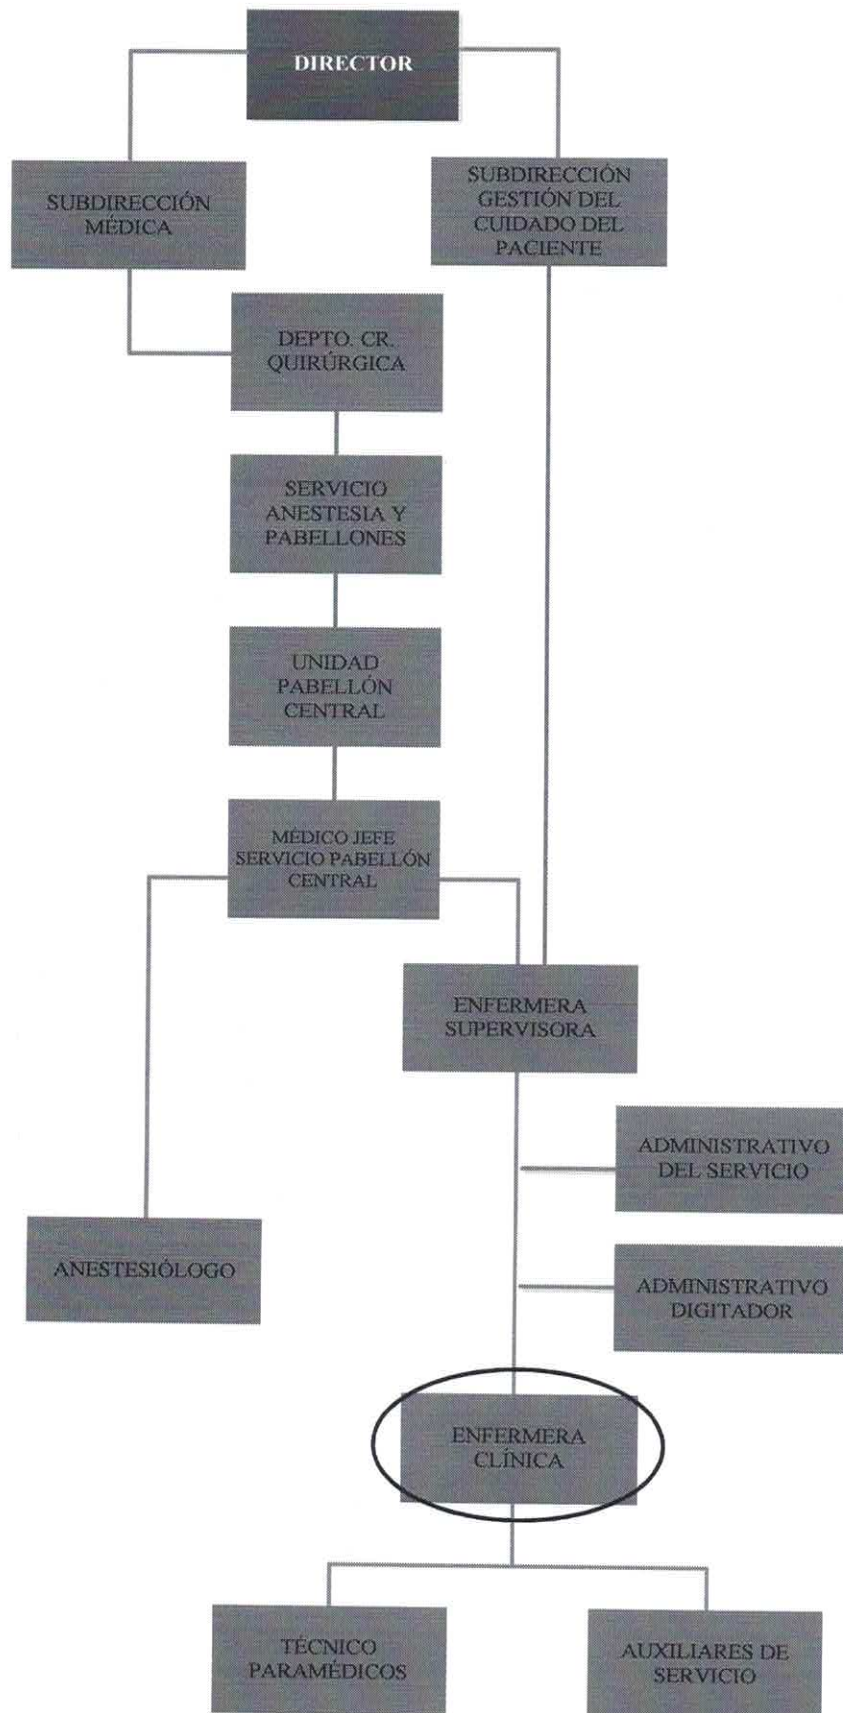 DIRECTOR
SUBDIRECCIÓN
MÉDICA
SUBDIRECCIÓN
GESTIÓN DEL
CUIDADO DEL
PACIENTE
DEPTO. CR.
QUIRÚRGICA
SERVICIO
ANESTESIA Y
PABELLONES
UNIDAD
PABELLÓN
CENTRAL
MÉDICO JEFE
SERVICIO PABELLÓN
CENTRAL
ENFERMERA
SUPERVISORA
ADMINISTRATIVO
DEL SERVICIO
ANESTESIÓLOGO
ADMINISTRATIVO
DIGITADOR
ENFERMERA
CLÍNICA
TÉCNICO
PARAMÉDICOS
AUXILIARES DE
SERVICIO